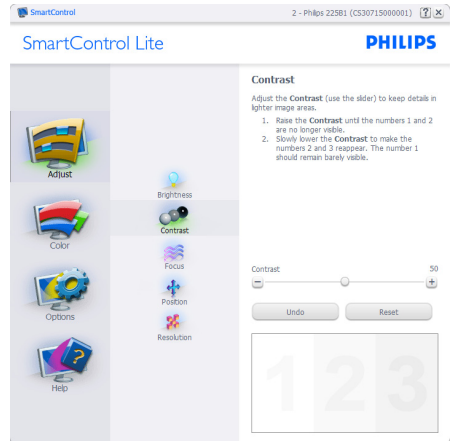 SmartControl
2 - Philips 225B1 (CS30715000001) ? ×
SmartControl Lite
PHILIPS
Adjust
Color
Options
Help
Brightness
Contrast
Focus
Position
Resolution
Contrast
Adjust the Contrast (use the slider) to keep details in
lighter image areas.
1. Raise the Contrast until the numbers 1 and 2
are no longer visible.
2. Slowly lower the Contrast to make the
numbers 2 and 3 reappear. The number 1
should remain barely visible.
Contrast 50
Undo Reset
1 2 3